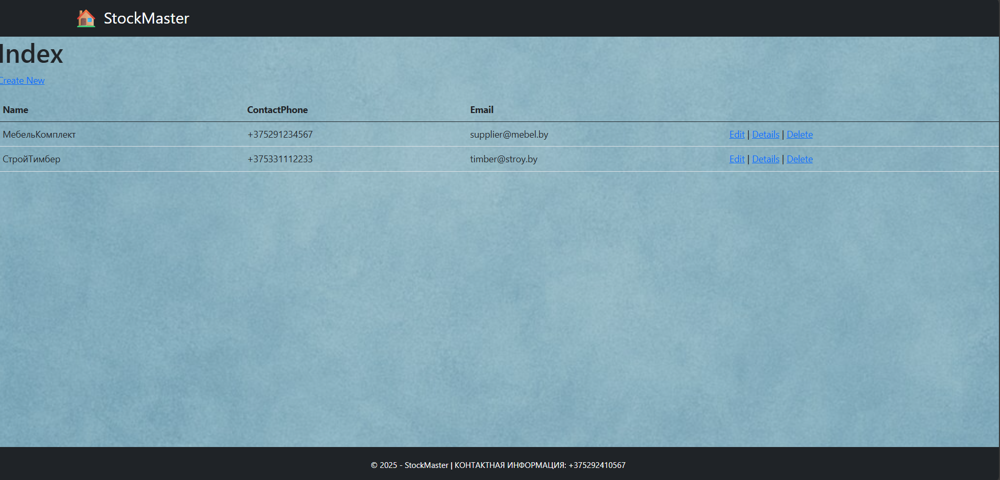 StockMaster
Index
Create New
Name ContactPhone Email
МебельКомплект +375291234567 supplier@mebel.by Edit | Details | Delete
СтройТимбер +375331112233 timber@stroy.by Edit | Details | Delete
© 2025 - StockMaster | КОНТАКТНАЯ ИНФОРМАЦИЯ: +375292410567